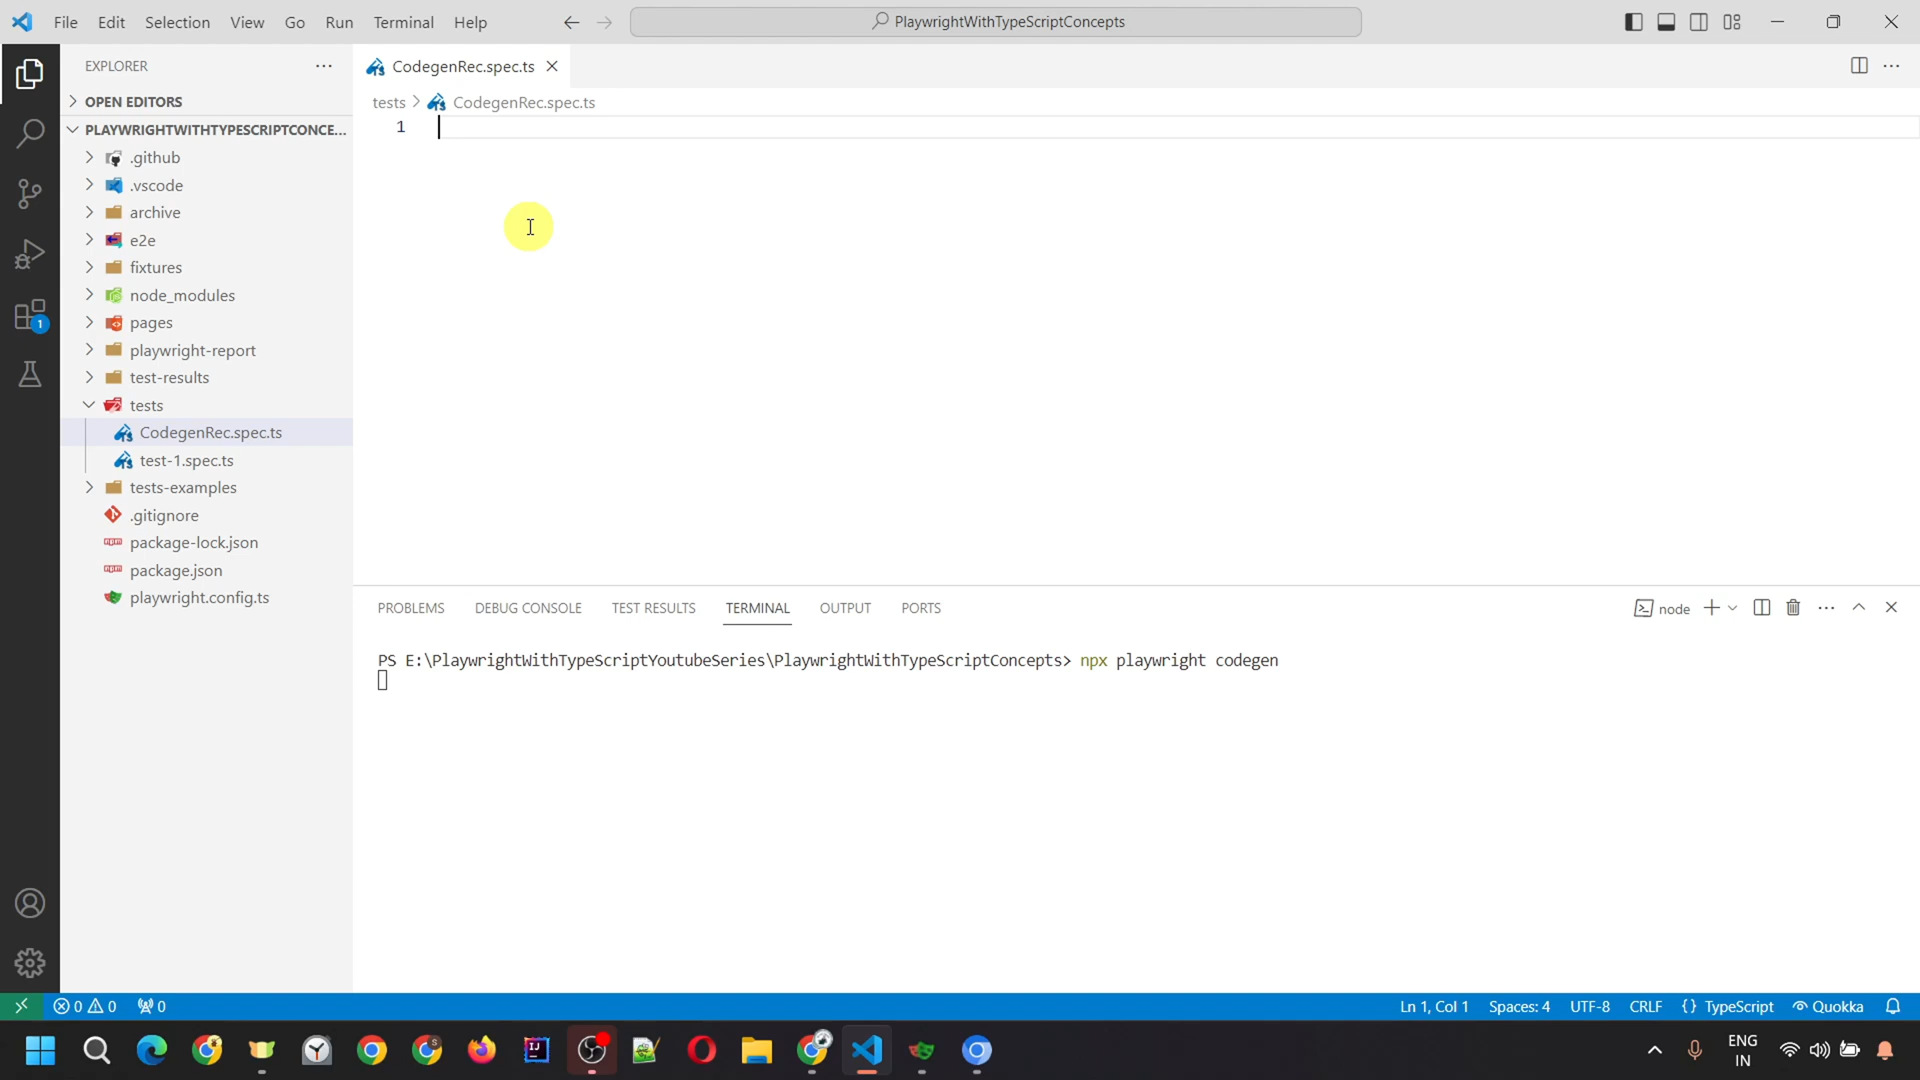 File Edit Selection View Go Run Terminal Help
PlaywrightWithTypeScriptConcepts
EXPLORER
OPEN EDITORS
PLAYWRIGHTWITHTYPESCRIPTCONCE...
.github
.vscode
archive
e2e
fixtures
node_modules
pages
playwright-report
test-results
tests
CodegenRec.spec.ts
test-1.spec.ts
tests-examples
.gitignore
package-lock.json
package.json
playwright.config.ts
1
CodegenRec.spec.ts
tests > CodegenRec.spec.ts
1
PROBLEMS DEBUG CONSOLE TEST RESULTS TERMINAL OUTPUT PORTS
node
PS E:\PlaywrightWithTypeScriptYoutubeSeries\PlaywrightWithTypeScriptConcepts> npx playwright codegen
0 0 0
Ln 1, Col 1 Spaces: 4 UTF-8 CRLF {} TypeScript Quokka
ENG
IN